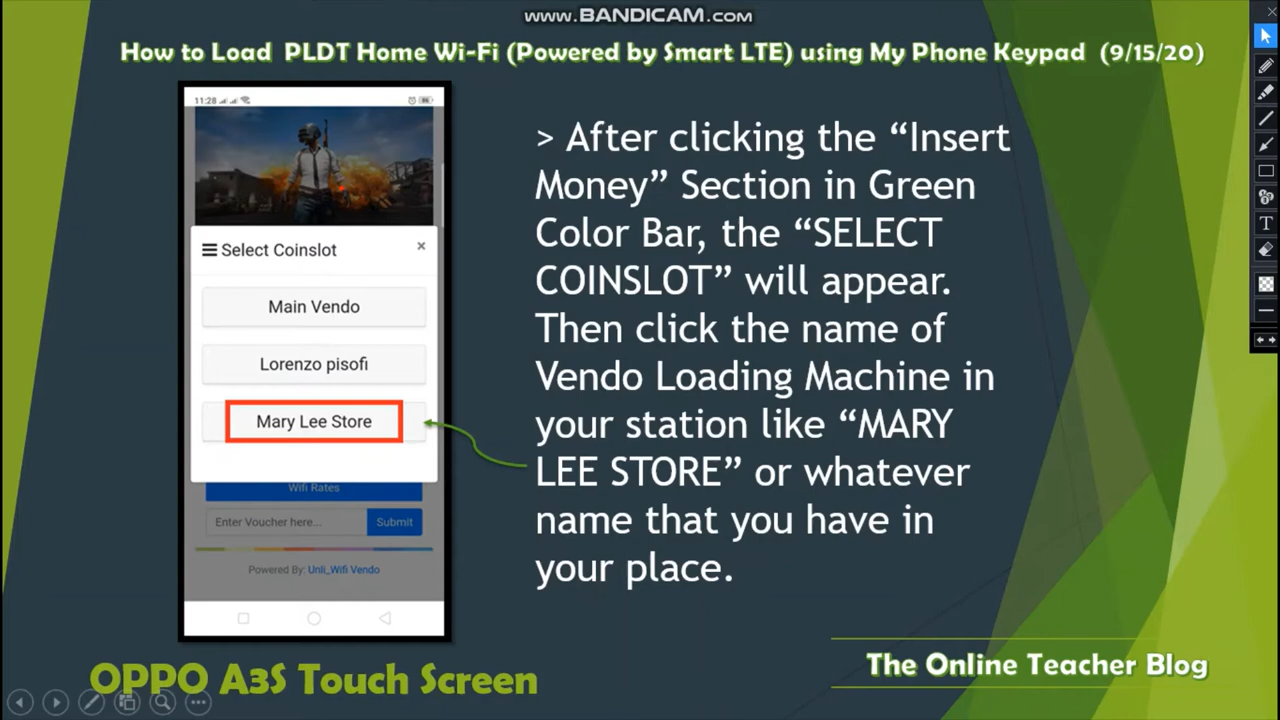 www.BANDICAM.com
How to Load PLDT Home Wi-Fi (Powered by Smart LTE) using My Phone Keypad (9/15/20)
11:28
Select Coinslot
×
Main Vendo
Lorenzo pisofi
Mary Lee Store
Wifi Rates
Enter Voucher here...
Submit
Powered By: Unli_Wifi Vendo
> After clicking the “Insert
Money” Section in Green
Color Bar, the “SELECT
COINSLOT” will appear.
Then click the name of
Vendo Loading Machine in
your station like “MARY
LEE STORE” or whatever
name that you have in
your place.
OPPO A3S Touch Screen
The Online Teacher Blog